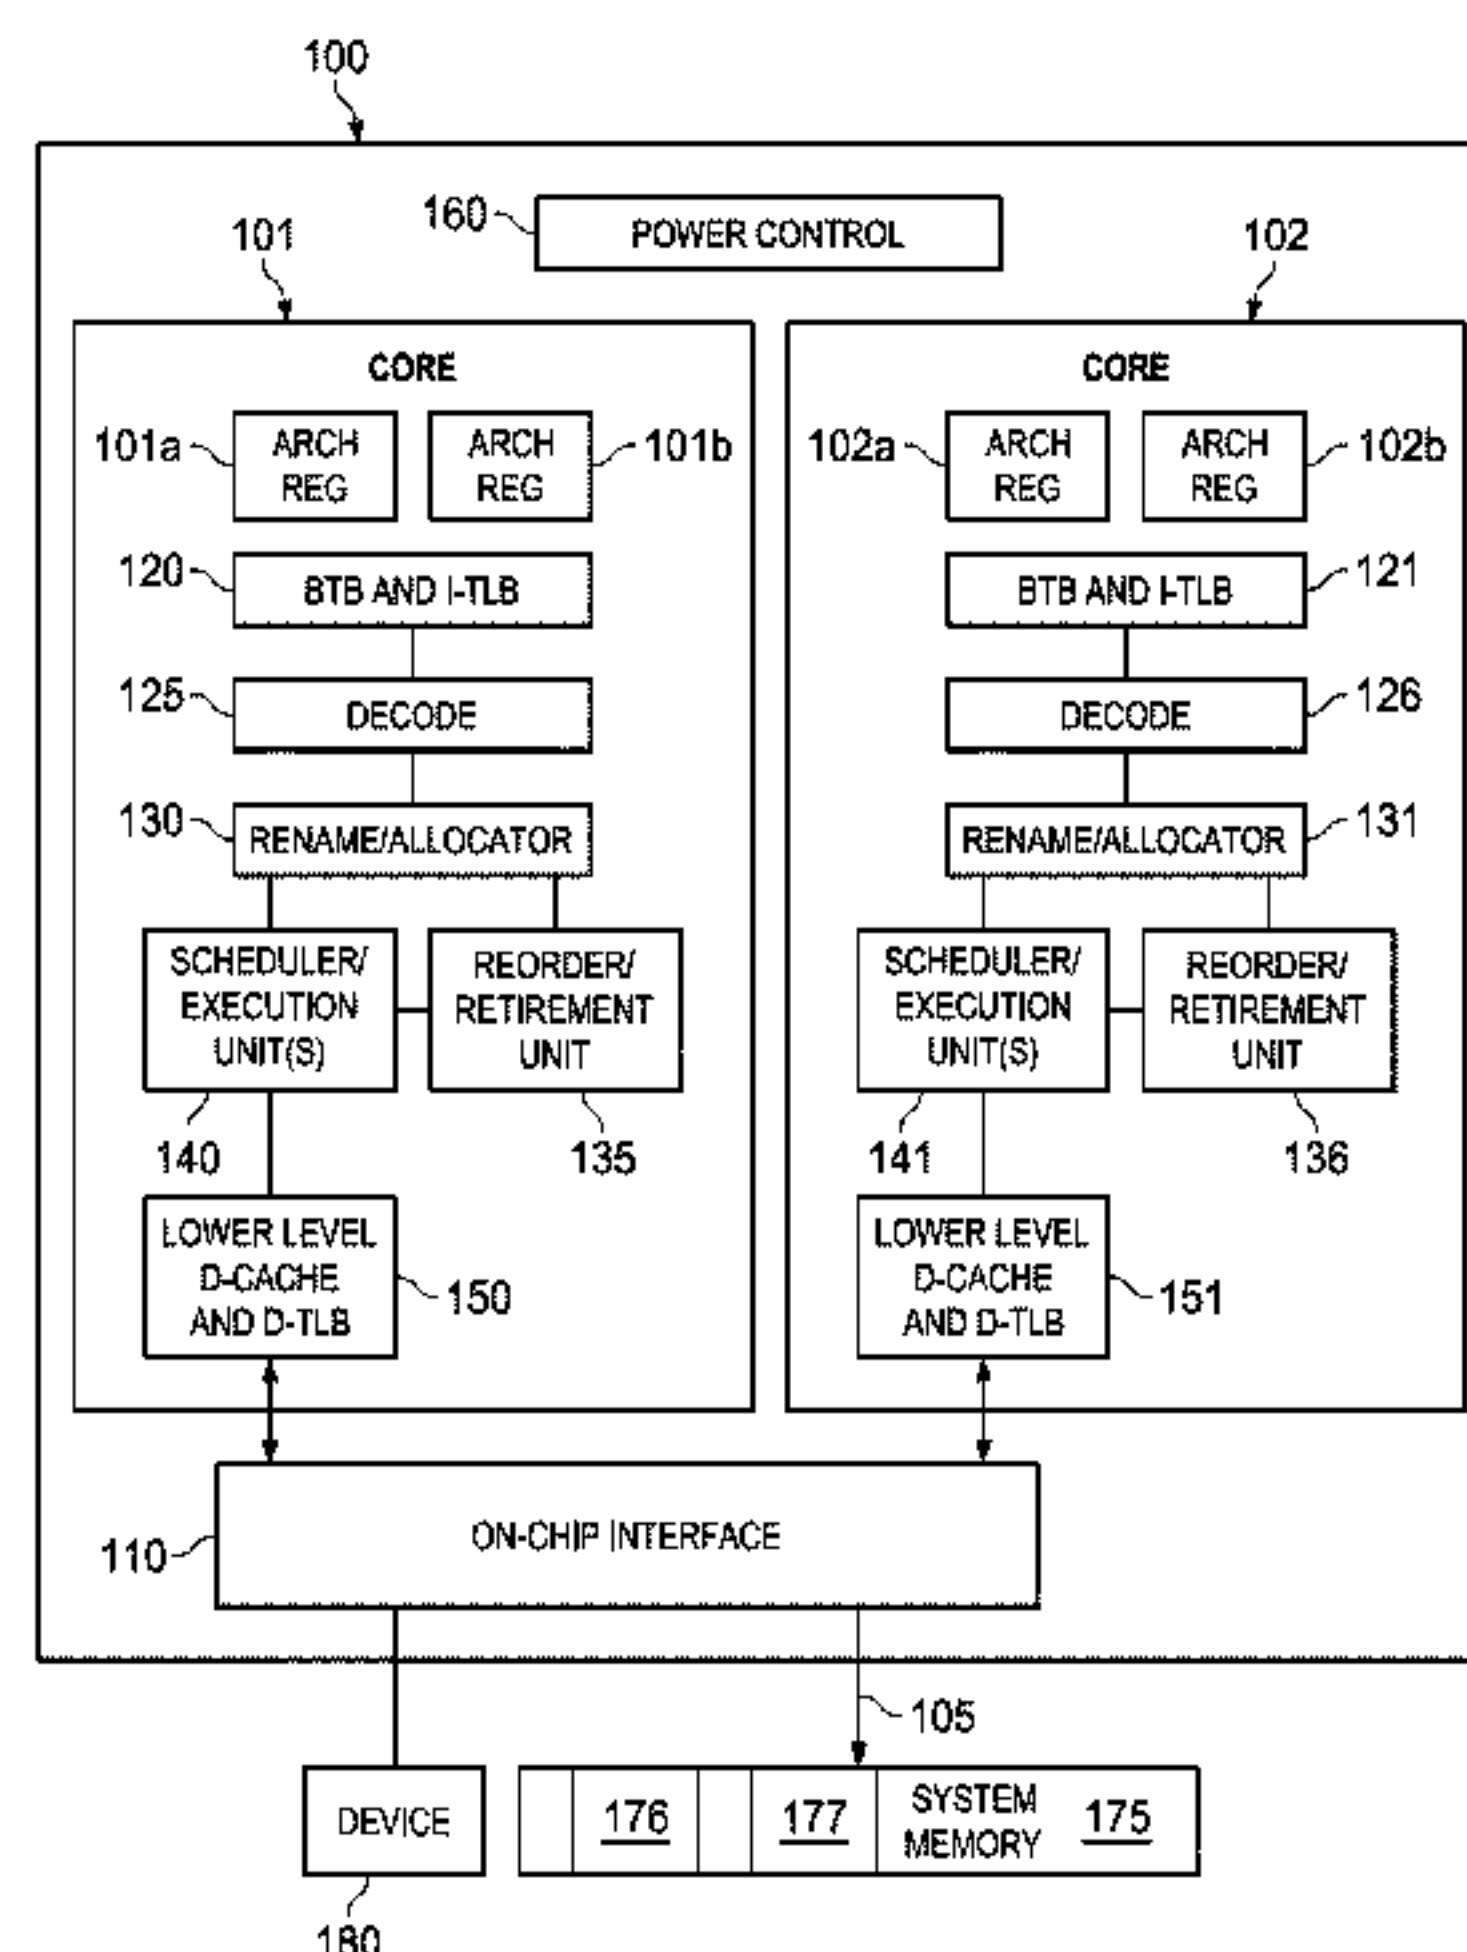 100
160
POWER CONTROL
101
102
CORE
CORE
101a
ARCH
REG
ARCH
REG
101b
102a
ARCH
REG
ARCH
REG
102b
120
BTB AND I-TLB
BTB AND I-TLB
121
125
DECODE
DECODE
126
130
RENAME/ALLOCATOR
RENAME/ALLOCATOR
131
SCHEDULER/
EXECUTION
UNIT(S)
REORDER/
RETIREMENT
UNIT
SCHEDULER/
EXECUTION
UNIT(S)
REORDER/
RETIREMENT
UNIT
140
135
141
136
LOWER LEVEL
D-CACHE
AND D-TLB
150
LOWER LEVEL
D-CACHE
AND D-TLB
151
110
ON-CHIP INTERFACE
105
DEVICE
176
177
SYSTEM
MEMORY
175
180